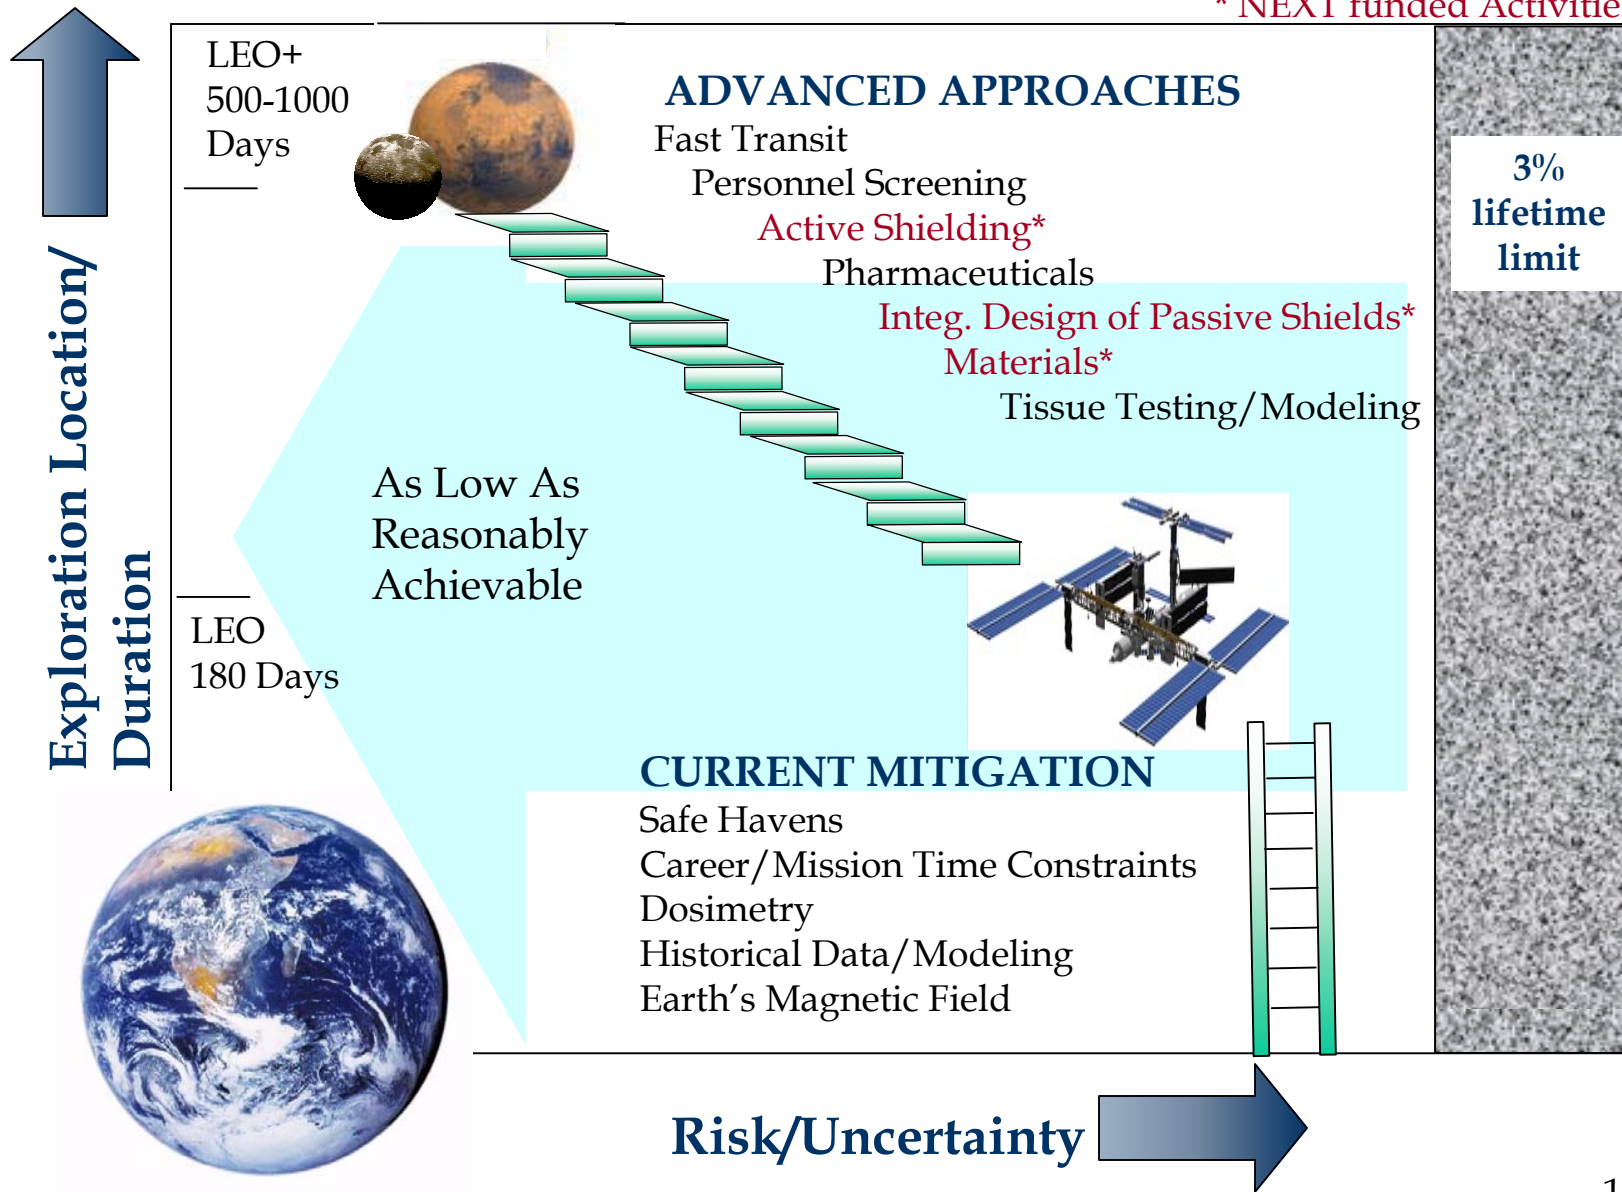 * NEXT funded Activitie
LEO+
500-1000
Days
ADVANCED APPROACHES
Fast Transit
Personnel Screening
Active Shielding*
Pharmaceuticals
Integ. Design of Passive Shields*
Materials*
Tissue Testing/Modeling
3%
lifetime
limit
Exploration Location/
Duration
As Low As
Reasonably
Achievable
LEO
180 Days
CURRENT MITIGATION
Safe Havens
Career/Mission Time Constraints
Dosimetry
Historical Data/Modeling
Earth's Magnetic Field
Risk/Uncertainty
1